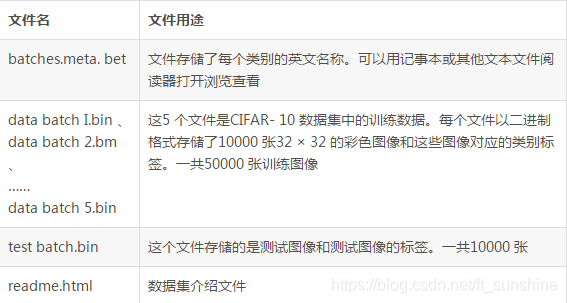 文件名 文件用途
batches.meta. bet 文件存储了每个类别的英文名称。可以用记事本或其他文本文件阅
读器打开浏览查看
data batch I.bin 、 这5 个文件是CIFAR- 10 数据集中的训练数据。每个文件以二进制
data batch 2.bm 格式存储了10000 张32 × 32 的彩色图像和这些图像对应的类别标
、 签。一共50000 张训练图像
……
data batch 5.bin
test batch.bin 这个文件存储的是测试图像和测试图像的标签。一共10000 张
readme.html 数据集介绍文件
https://blog.csdn.net/ft_sunshine